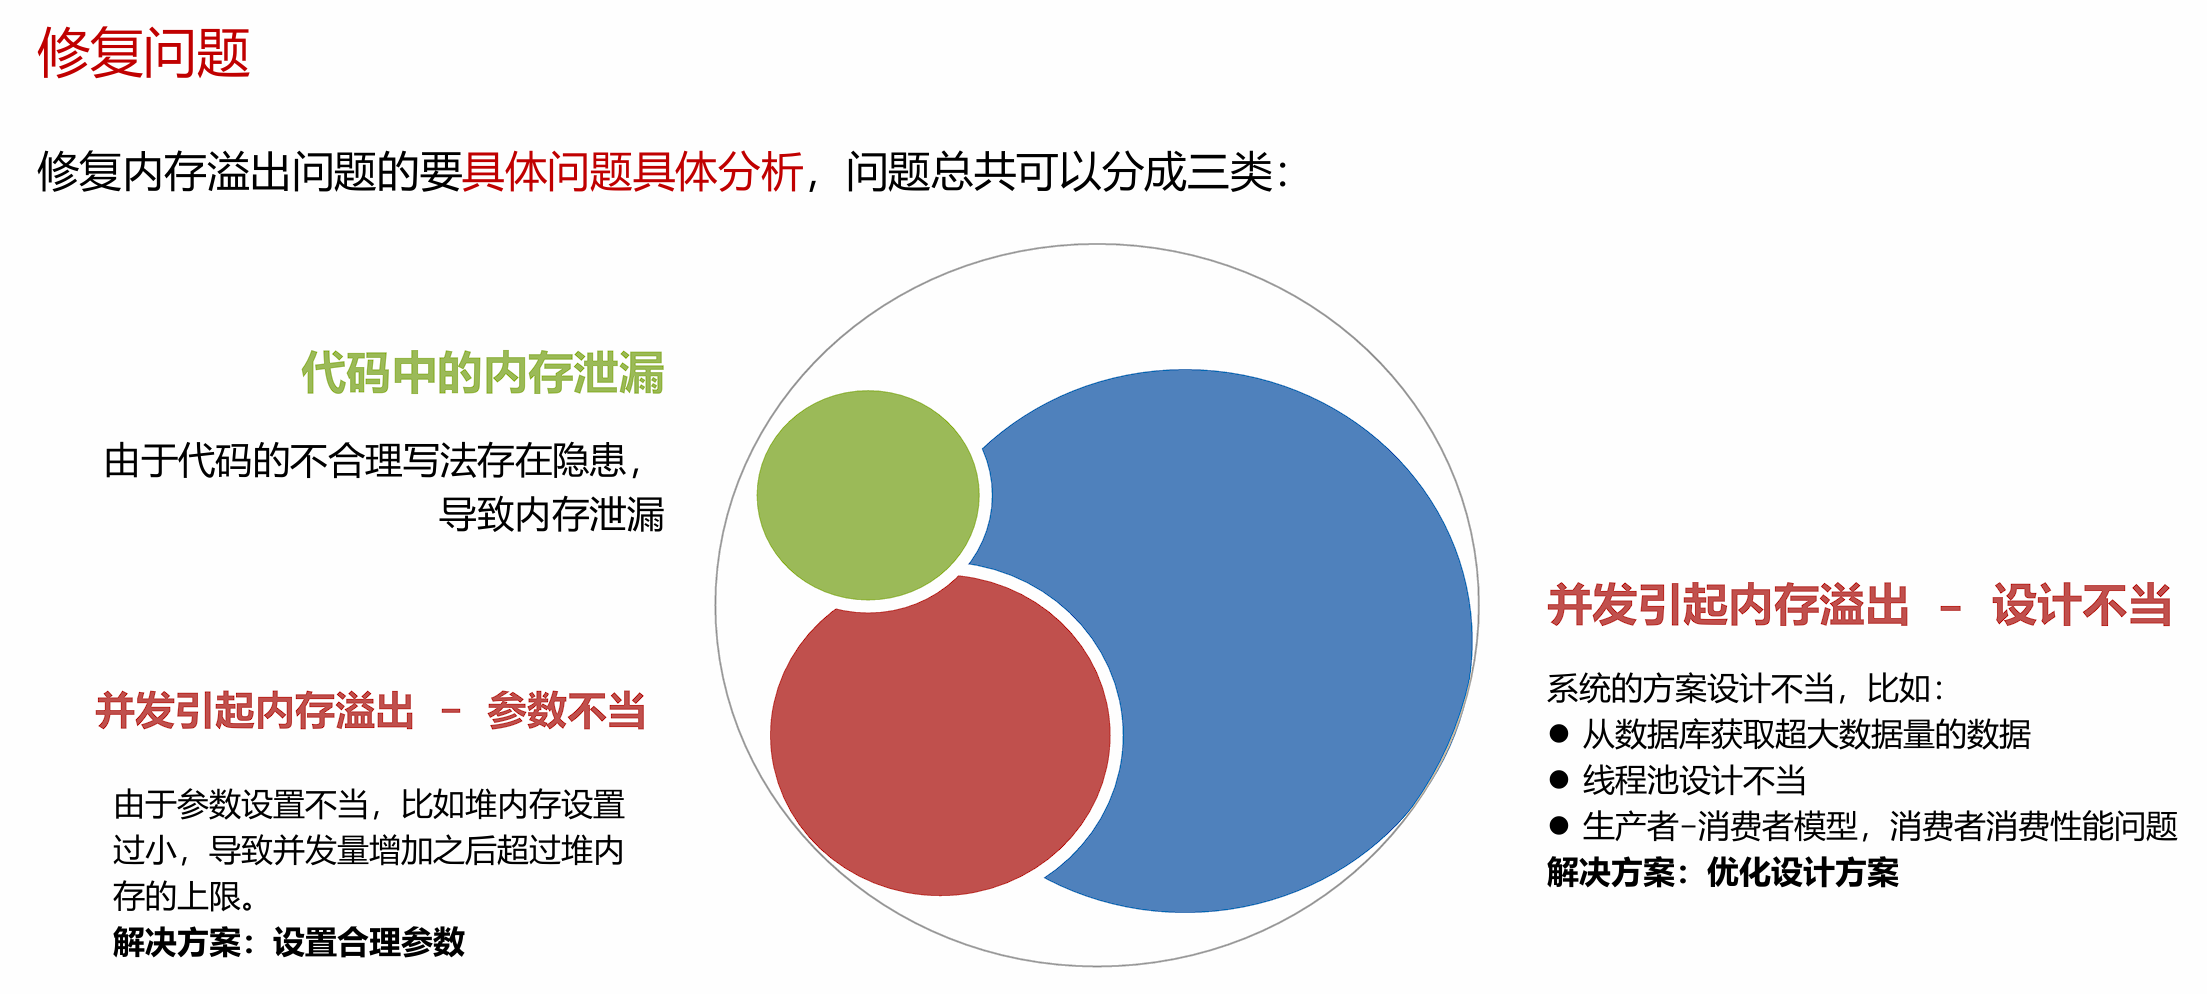 修复问题
修复内存溢出问题的要具体问题具体分析，问题总共可以分成三类：
代码中的内存泄漏
由于代码的不合理写法存在隐患，
导致内存泄漏
并发引起内存溢出 - 参数不当
由于参数设置不当，比如堆内存设置
过小，导致并发量增加之后超过堆内
存的上限。
解决方案：设置合理参数
并发引起内存溢出 - 设计不当
系统的方案设计不当，比如：
● 从数据库获取超大数据量的数据
● 线程池设计不当
● 生产者-消费者模型，消费者消费性能问题
解决方案：优化设计方案